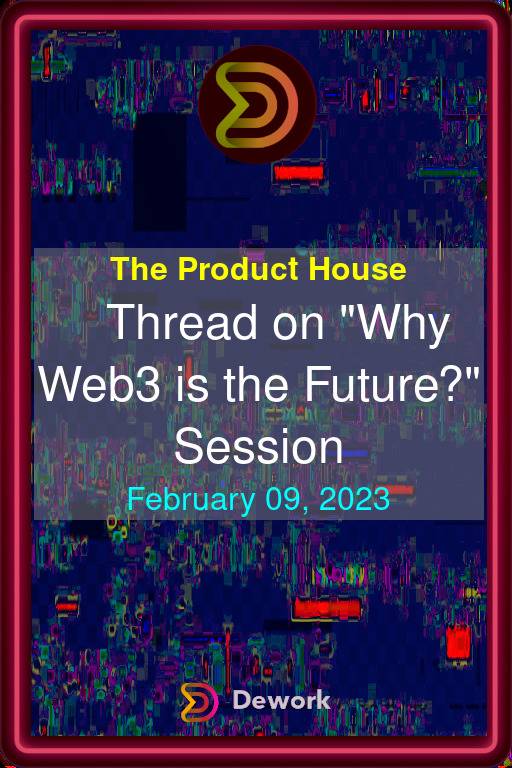 The Product House
Thread on "Why
Web3 is the Future?"
Session
February 09, 2023
Dework